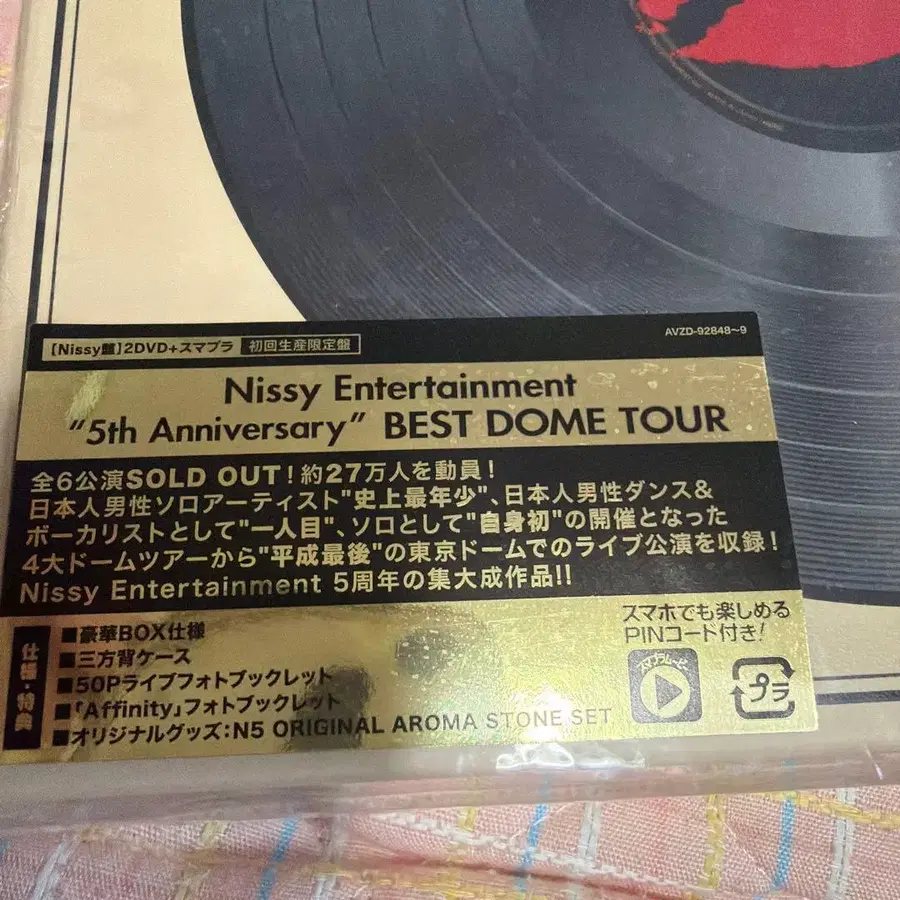 【Nissy盤】2DVD+スマプラ 初回生産限定盤
AVZD-92848~9
Nissy Entertainment
"5th Anniversary" BEST DOME TOUR
全6公演SOLD OUT!約27万人を動員!
日本人男性ソロアーティスト"史上最年少"、日本人男性ダンス&
ボーカリストとして"一人目"、ソロとして"自身初"の開催となった
4大ドームツアーから"平成最後"の東京ドームでのライブ公演を収録!
Nissy Entertainment 5周年の集大成作品!!
仕様・特典
■豪華BOX仕様
■三方背ケース
■50Pライブフォトブックレット
■「Affinity」フォトブックレット
■オリジナルグッズ:N5 ORIGINAL AROMA STONE SET
スマホでも楽しめる
PINコード付き!
スマプラムービー
プラ